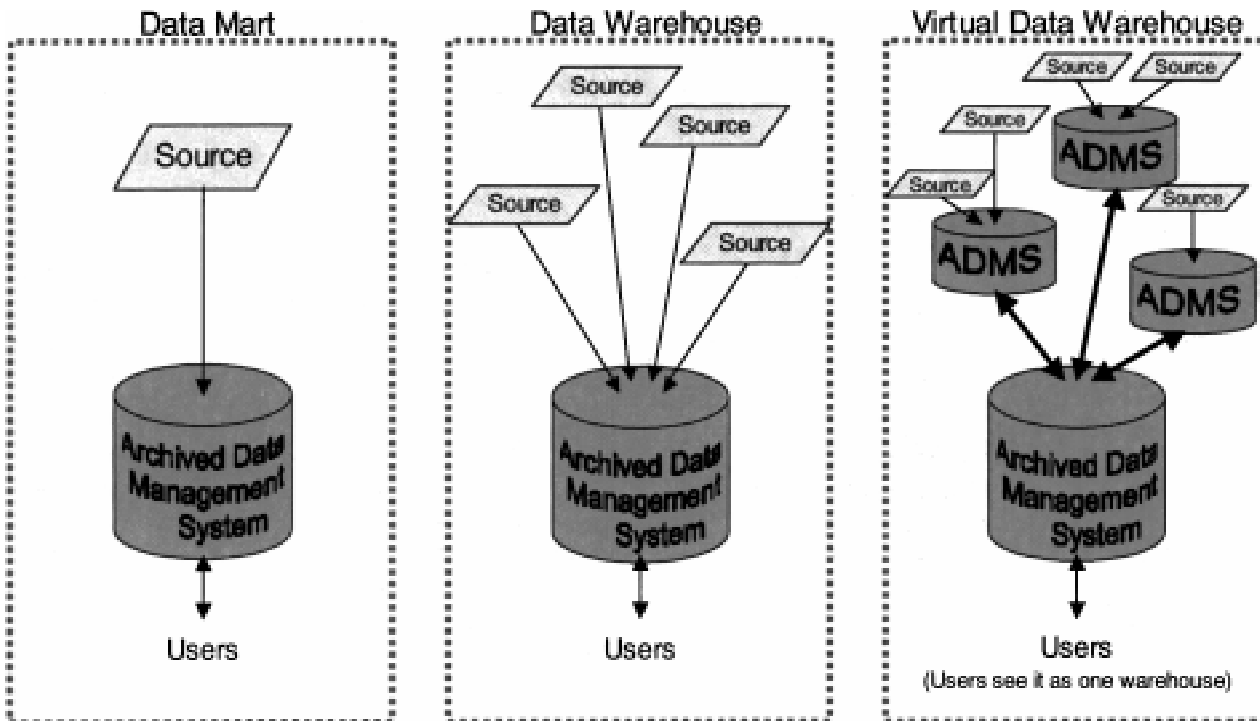 Data Mart
Source
Archived Data
Management
System
Users
Data Warehouse
Source
Source
Source
Source
Archived Data
Management
System
Users
Virtual Data Warehouse
Source
Source
Source
ADMS
Source
Source
ADMS
ADMS
Archived Data
Management
System
Users
(Users see it as one warehouse)